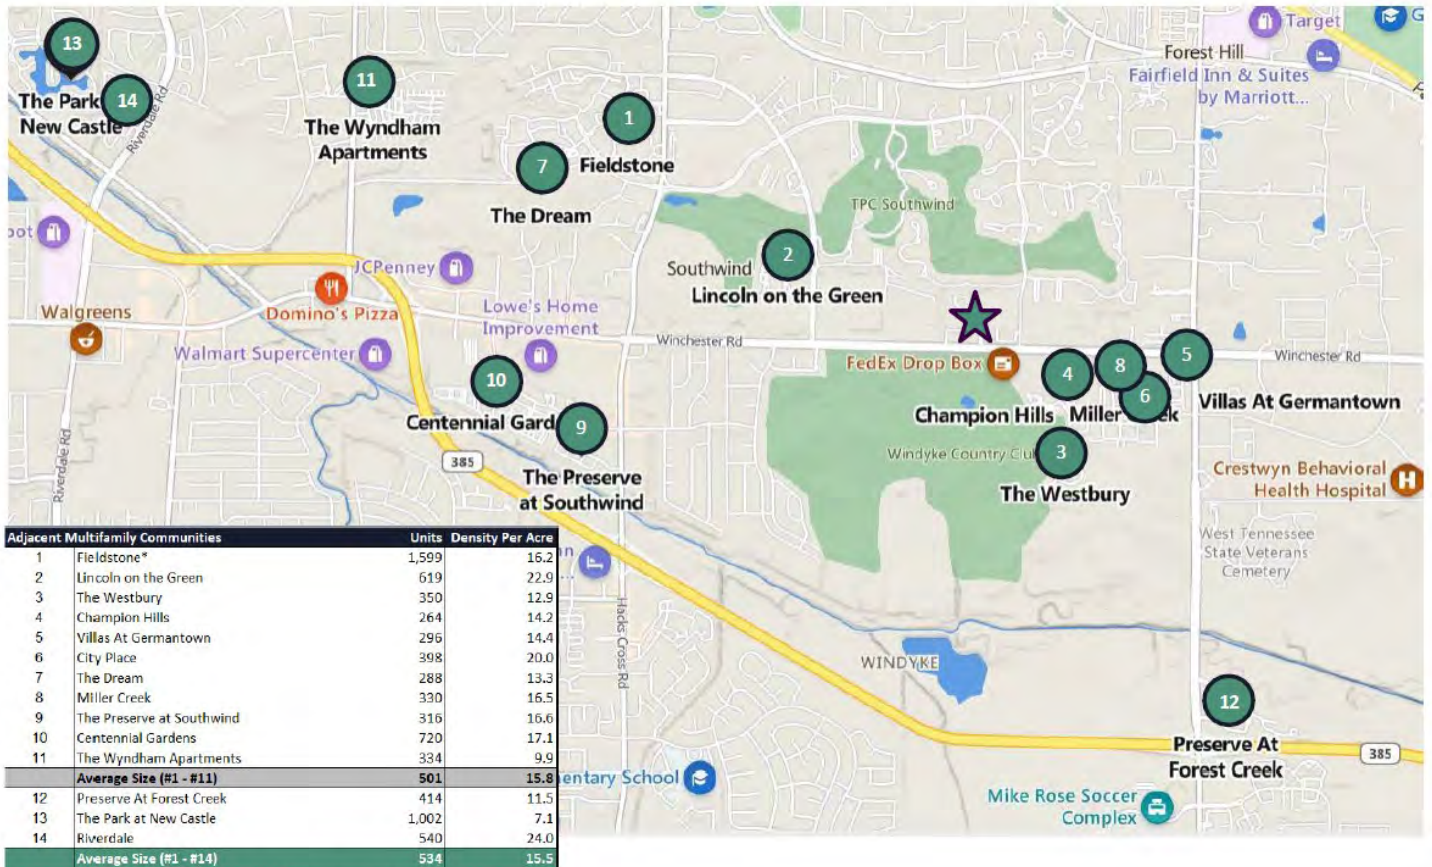 Target
G
13
Forest Hill
11
Fairfield Inn & Suites
by Marriott...
The Park
New Castle
14
The Wyndham
Apartments
1
Riverdale Rd
7
Fieldstone
The Dream
TPC Southwind
2
JCPenney
Southwind
Lincoln on the Green
Walgreens
Domino's Pizza
Lowe's Home
Improvement
Winchester Rd
Walmart Supercenter
FedEx Drop Box
4
8
5
Winchester Rd
10
6
Centennial Gard
9
Champion Hills
Miller
ek
Villas At Germantown
Riverdale Rd
385
Windyke Country Clu
3
The Preserve
at Southwind
The Westbury
Crestwyn Behavioral
Health Hospital
H
West Tennessee
State Veterans
Cemetery
Hacks Cross Rd
WINDYKE
12
Preserve At
Forest Creek
385
entary School
Mike Rose Soccer
Complex
Adjacent Multifamily Communities Units Density Per Acre
1 Fieldstone* 1,599 16.2
2 Lincoln on the Green 619 22.9
3 The Westbury 350 12.9
4 Champion Hills 264 14.2
5 Villas At Germantown 296 14.4
6 City Place 398 20.0
7 The Dream 288 13.3
8 Miller Creek 330 16.5
9 The Preserve at Southwind 316 16.6
10 Centennial Gardens 720 17.1
11 The Wyndham Apartments 334 9.9
Average Size (#1 - #11) 501 15.8
12 Preserve At Forest Creek 414 11.5
13 The Park at New Castle 1,002 7.1
14 Riverdale 540 24.0
Average Size (#1 - #14) 534 15.5